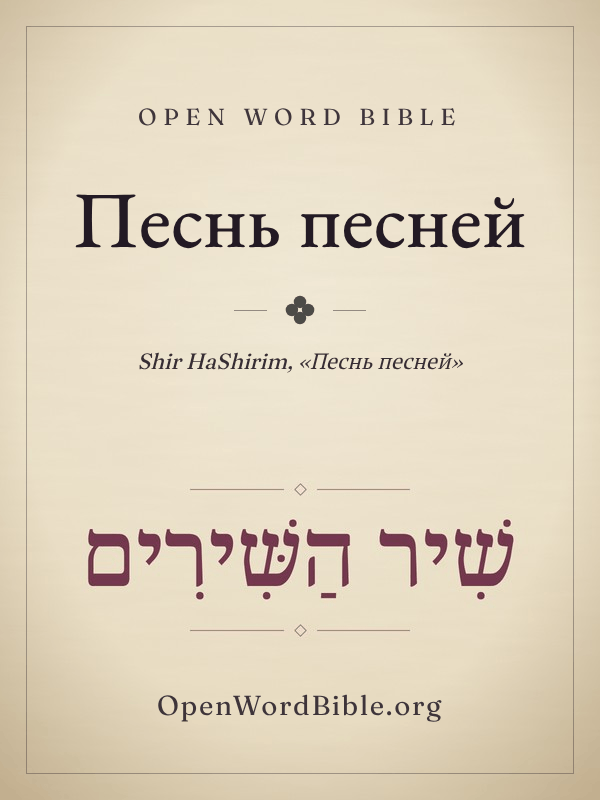 OPEN WORD BIBLE
Песнь песней
Shir HaShirim, «Песнь песней»
שִׁיר הַשִּׁירִים
OpenWordBible.org